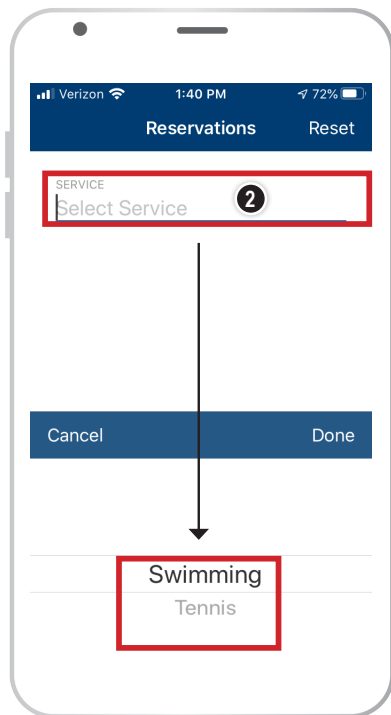 Verizon 1:40 PM 72%
Reservations Reset
SERVICE
Select Service 2
Cancel Done
Swimming
Tennis